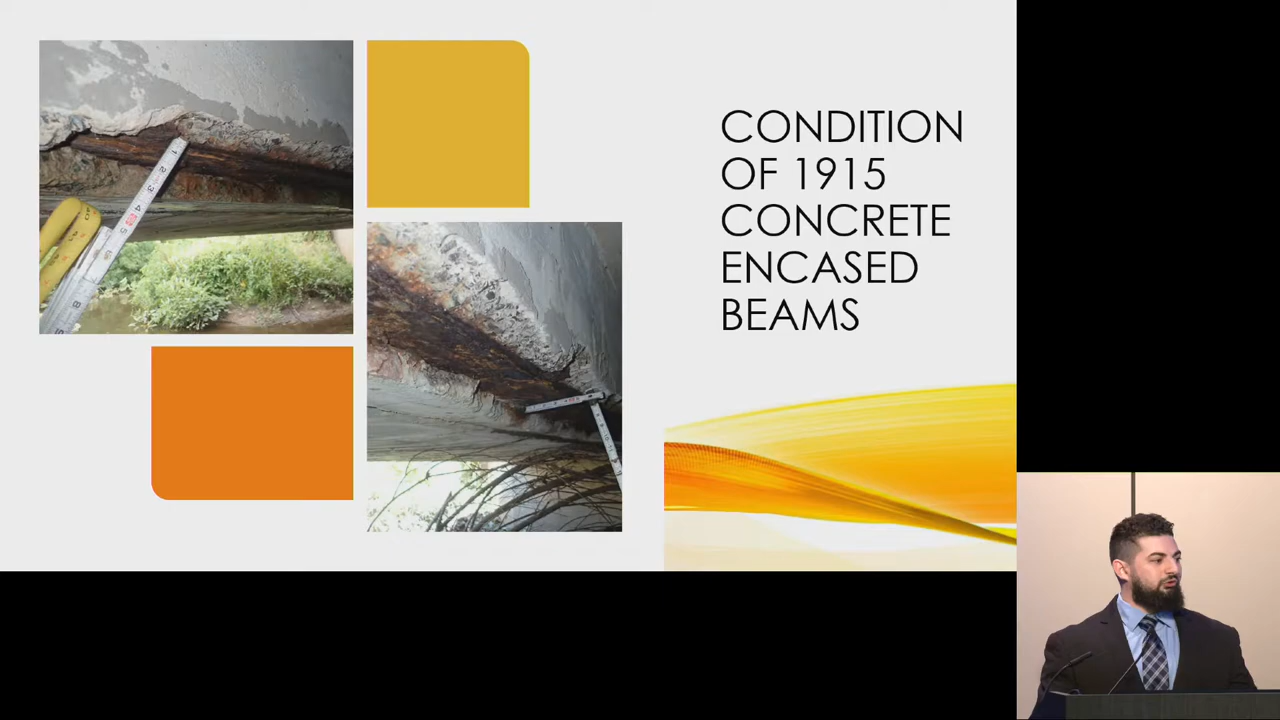 CONDITION
OF 1915
CONCRETE
ENCASED
BEAMS